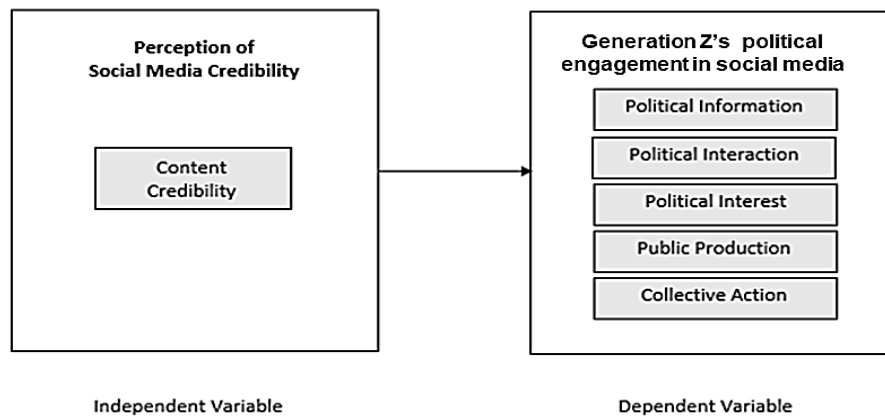 Perception of
Social Media Credibility
Content
Credibility
Generation Z's political
engagement in social media
Political Information
Political Interaction
Political Interest
Public Production
Collective Action
Independent Variable
Dependent Variable